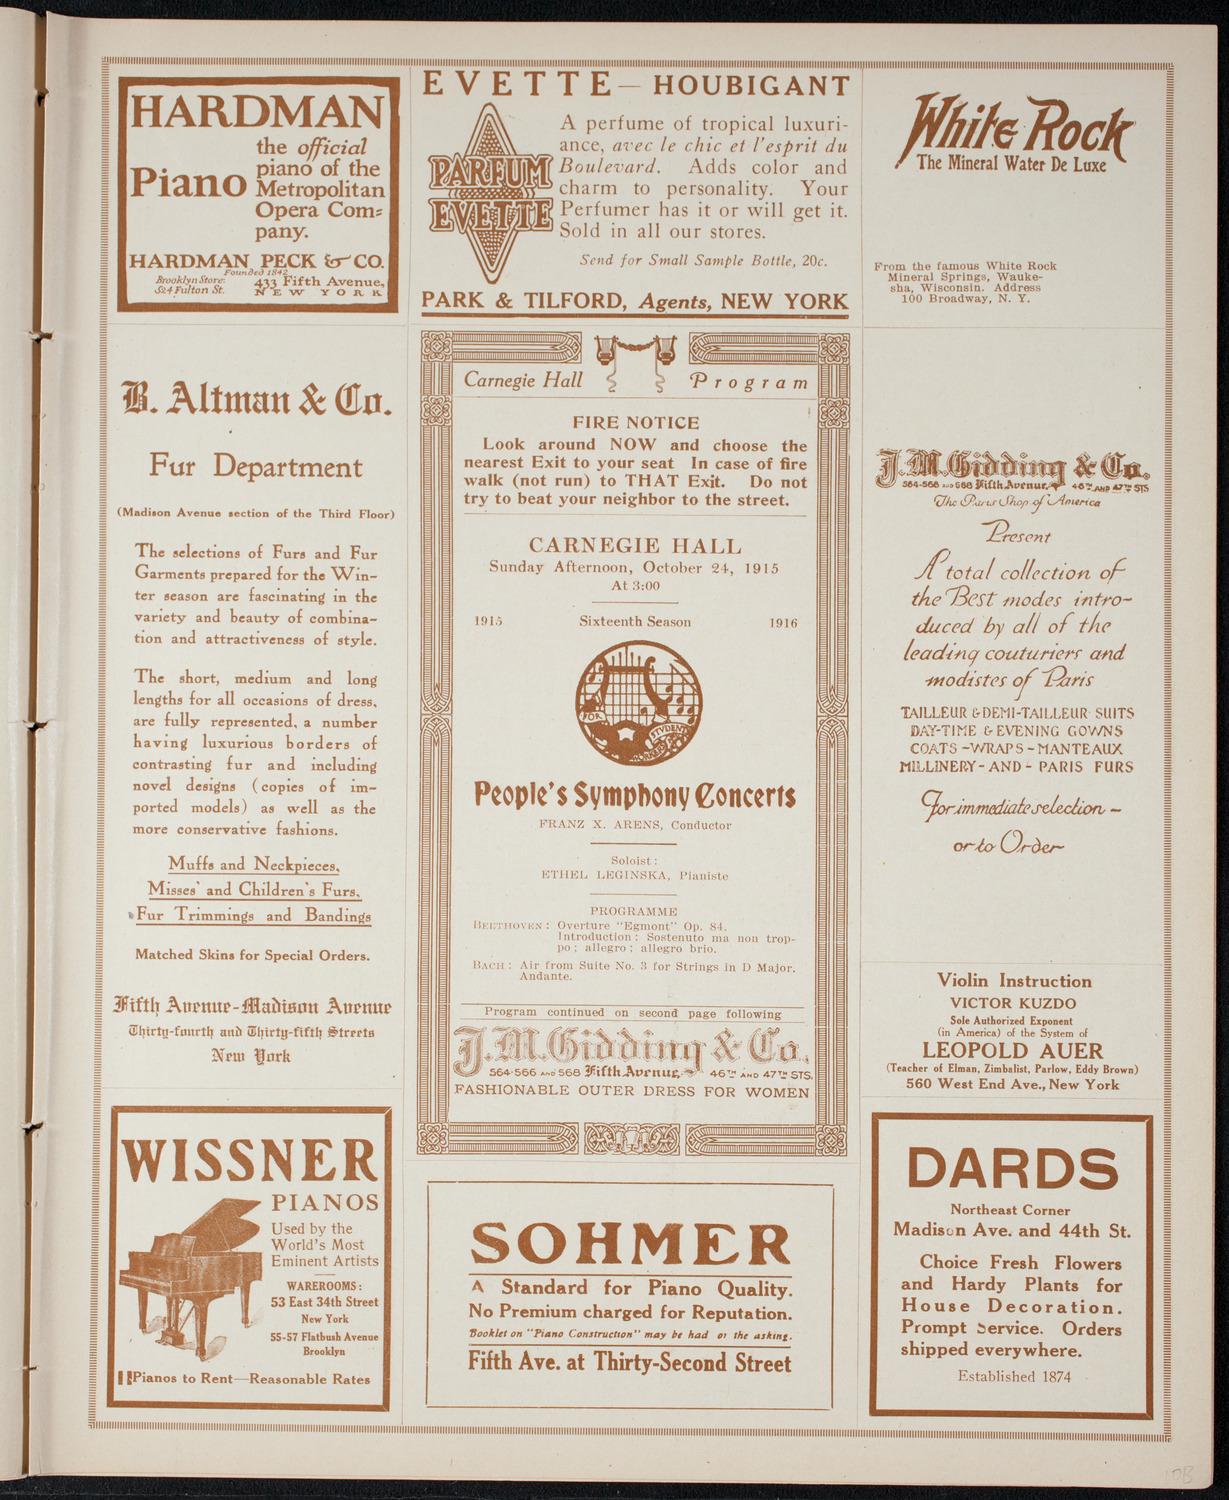 HARDMAN
Piano
the official
piano of the
Metropolitan
Opera Com=
pany.
HARDMAN PECK & CO.
Founded 1842
Brooklyn Store:
524 Fulton St.
433 Fifth Avenue,
NEW YORK
EVETTE—HOUBIGANT
PARFUM
EVETTE
A perfume of tropical luxuri-
ance, avec le chic et l'esprit du
Boulevard. Adds color and
charm to personality. Your
Perfumer has it or will get it.
Sold in all our stores.
Send for Small Sample Bottle, 20c.
PARK & TILFORD, Agents, NEW YORK
White Rock
The Mineral Water De Luxe
From the famous White Rock
Mineral Springs, Wauke-
sha, Wisconsin. Address
100 Broadway, N. Y.
B. Altman & Co.
Fur Department
(Madison Avenue section of the Third Floor)
The selections of Furs and Fur
Garments prepared for the Win-
ter season are fascinating in the
variety and beauty of combina-
tion and attractiveness of style.
The short, medium and long
lengths for all occasions of dress,
are fully represented, a number
having luxurious borders of
contrasting fur and including
novel designs (copies of im-
ported models) as well as the
more conservative fashions.
Muffs and Neckpieces,
Misses' and Children's Furs,
Fur Trimmings and Bandings
Matched Skins for Special Orders.
Fifth Avenue-Madison Avenue
Thirty-fourth and Thirty-fifth Streets
New York
WISSNER
PIANOS
Used by the
World's Most
Eminent Artists
WAREROOMS:
53 East 34th Street
New York
55-57 Flatbush Avenue
Brooklyn
Pianos to Rent—Reasonable Rates
Carnegie Hall Program
FIRE NOTICE
Look around NOW and choose the
nearest Exit to your seat In case of fire
walk (not run) to THAT Exit. Do not
try to beat your neighbor to the street.
CARNEGIE HALL
Sunday Afternoon, October 24, 1915
At 3:00
1915 Sixteenth Season 1916
FOR
STUDENTS
People's Symphony Concerts
FRANZ X. ARENS, Conductor
Soloist:
ETHEL LEGINSKA, Pianiste
PROGRAMME
BEETHOVEN: Overture "Egmont" Op. 84.
Introduction: Sostenuto ma non trop-
po; allegro; allegro brio.
BACH: Air from Suite No. 3 for Strings in D Major.
Andante.
Program continued on second page following
J.M. Gidding & Co.
564-566 AND 568 Fifth Avenue, 46TH AND 47TH STS.
FASHIONABLE OUTER DRESS FOR WOMEN
SOHMER
A Standard for Piano Quality.
No Premium charged for Reputation.
Booklet on "Piano Construction" may be had on the asking.
Fifth Ave. at Thirty-Second Street
J.M. Gidding & Co.
564-566 AND 568 Fifth Avenue, 46TH AND 47TH STS
The Paris Shop of America
Present
A total collection of
the Best modes intro-
duced by all of the
leading couturiers and
modistes of Paris
TAILLEUR & DEMI-TAILLEUR SUITS
DAY-TIME & EVENING GOWNS
COATS - WRAPS - MANTEAUX
MILLINERY - AND - PARIS FURS
For immediate selection -
or to Order
Violin Instruction
VICTOR KUZDO
Sole Authorized Exponent
(in America) of the System of
LEOPOLD AUER
(Teacher of Elman, Zimbalist, Parlow, Eddy Brown)
560 West End Ave., New York
DARDS
Northeast Corner
Madison Ave. and 44th St.
Choice Fresh Flowers
and Hardy Plants for
House Decoration.
Prompt Service. Orders
shipped everywhere.
Established 1874